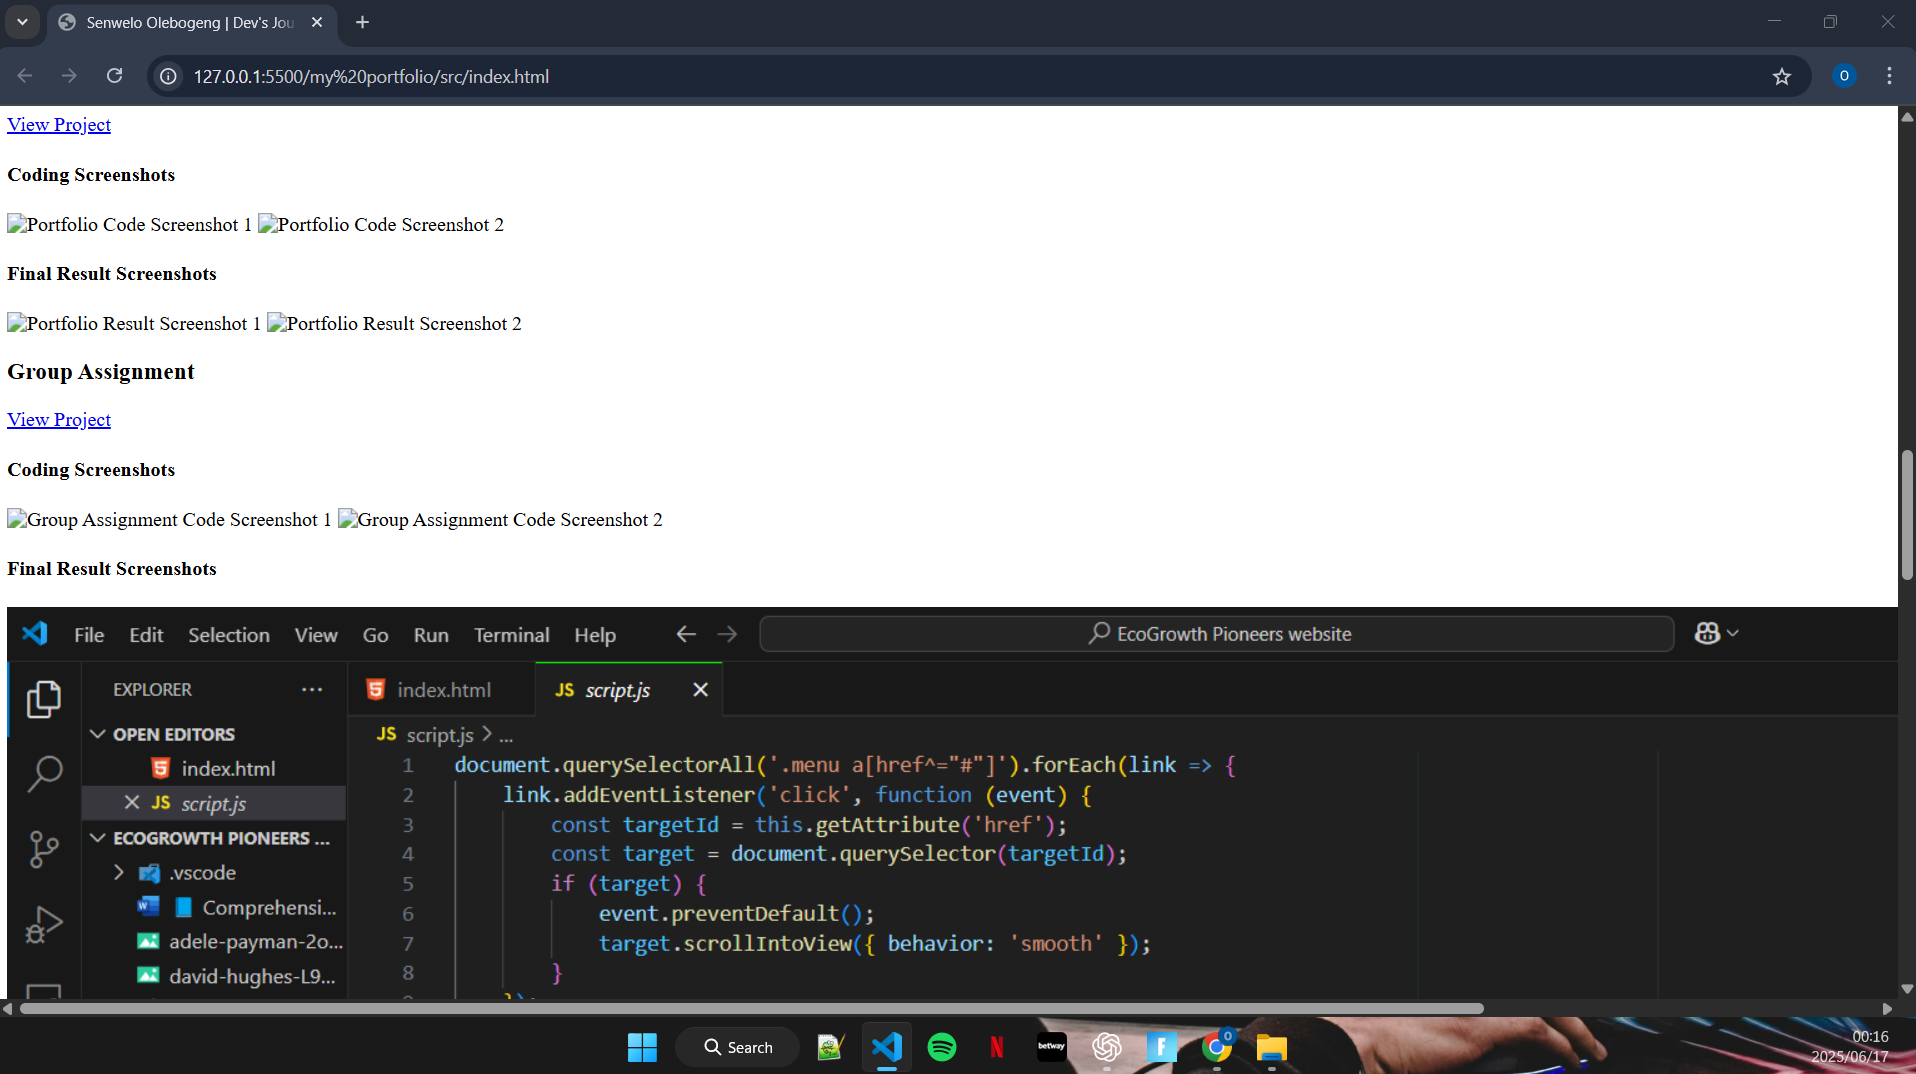 Senwelo Olebogeng | Dev's Jou
127.0.0.1:5500/my%20portfolio/src/index.html
O
View Project
Coding Screenshots
Portfolio Code Screenshot 1 Portfolio Code Screenshot 2
Final Result Screenshots
Portfolio Result Screenshot 1 Portfolio Result Screenshot 2
Group Assignment
View Project
Coding Screenshots
Group Assignment Code Screenshot 1 Group Assignment Code Screenshot 2
Final Result Screenshots
File Edit Selection View Go Run Terminal Help EcoGrowth Pioneers website
EXPLORER ...
index.html
JS script.js
OPEN EDITORS
index.html
JS script.js
ECOGROWTH PIONEERS ...
.vscode
Comprehensi...
adele-payman-2o...
david-hughes-L9...
JS script.js > ...
1 document.querySelectorAll('.menu a[href^="#"]').forEach(link => {
2 link.addEventListener('click', function (event) {
3 const targetId = this.getAttribute('href');
4 const target = document.querySelector(targetId);
5 if (target) {
6 event.preventDefault();
7 target.scrollIntoView({ behavior: 'smooth' });
8 }
Search
betway
00:16
2025/06/17